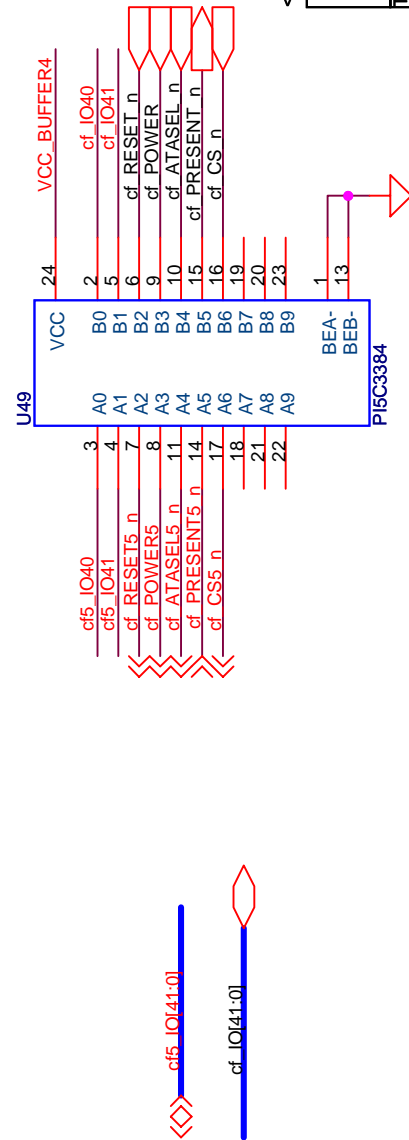 U49
VCC 24 VCC_BUFFER4
cf5_IO40 3 A0 B0 2 cf_IO40
cf5_IO41 4 A1 B1 5 cf_IO41
cf_RESET5_n 7 A2 B2 6 cf_RESET_n
cf_POWER5 8 A3 B3 9 cf_POWER
cf_ATASEL5_n 11 A4 B4 10 cf_ATASEL_n
cf_PRESENT5_n 14 A5 B5 15 cf_PRESENT_n
cf_CS5_n 17 A6 B6 16 cf_CS_n
18 A7 B7 19
21 A8 B8 20
22 A9 B9 23
BEA- 1
BEB- 13
PI5C3384
cf5_IO[41:0]
cf_IO[41:0]